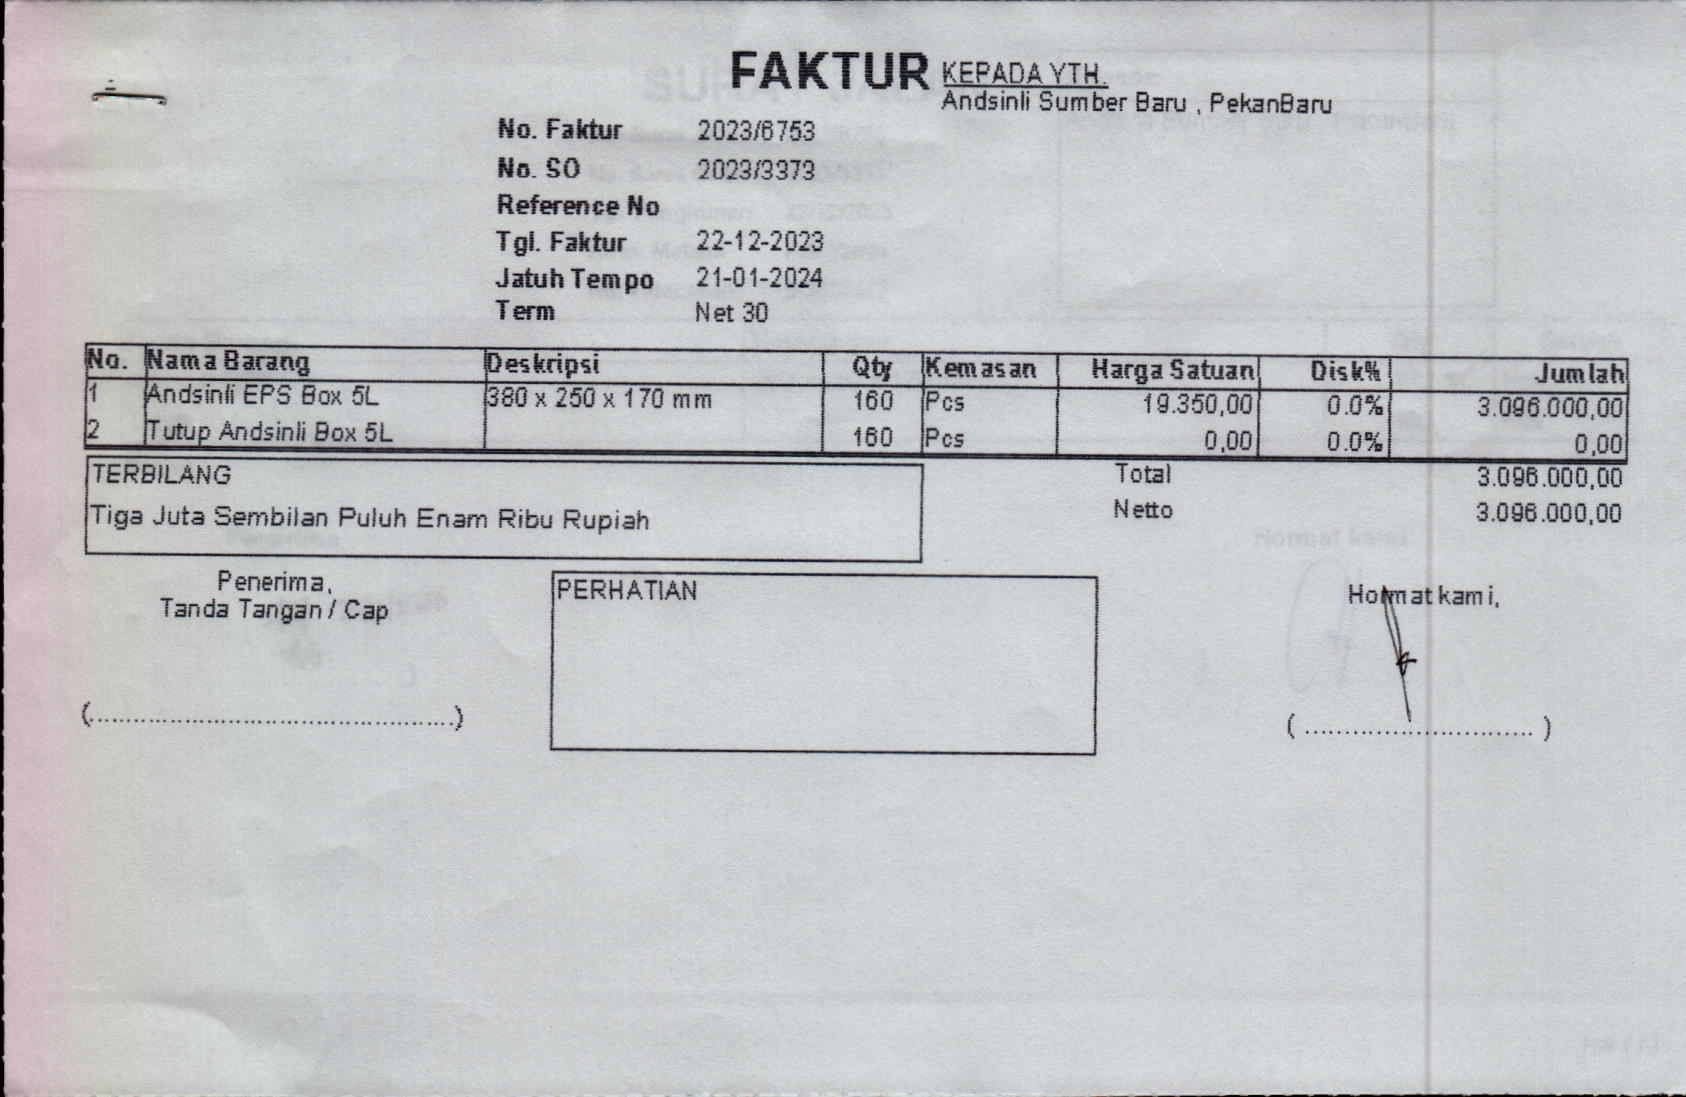 FAKTUR
KEPADA YTH.
Andsinli Sumber Baru , PekanBaru
No. Faktur 2023/6753
No. SO 2023/3373
Reference No
Tgl. Faktur 22-12-2023
Jatuh Tempo 21-01-2024
Term Net 30
No. Nama Barang Deskripsi Qty Kemasan Harga Satuan Disk% Jumlah
1 Andsinli EPS Box 5L 380 x 250 x 170 mm 160 Pcs 19.350,00 0.0% 3.096.000,00
2 Tutup Andsinli Box 5L 160 Pcs 0,00 0.0% 0,00
TERBILANG
Tiga Juta Sembilan Puluh Enam Ribu Rupiah
Total 3.096.000,00
Netto 3.096.000,00
Penerima,
Tanda Tangan / Cap
PERHATIAN
Hormat kami,
(...............................................)
( ............................. )